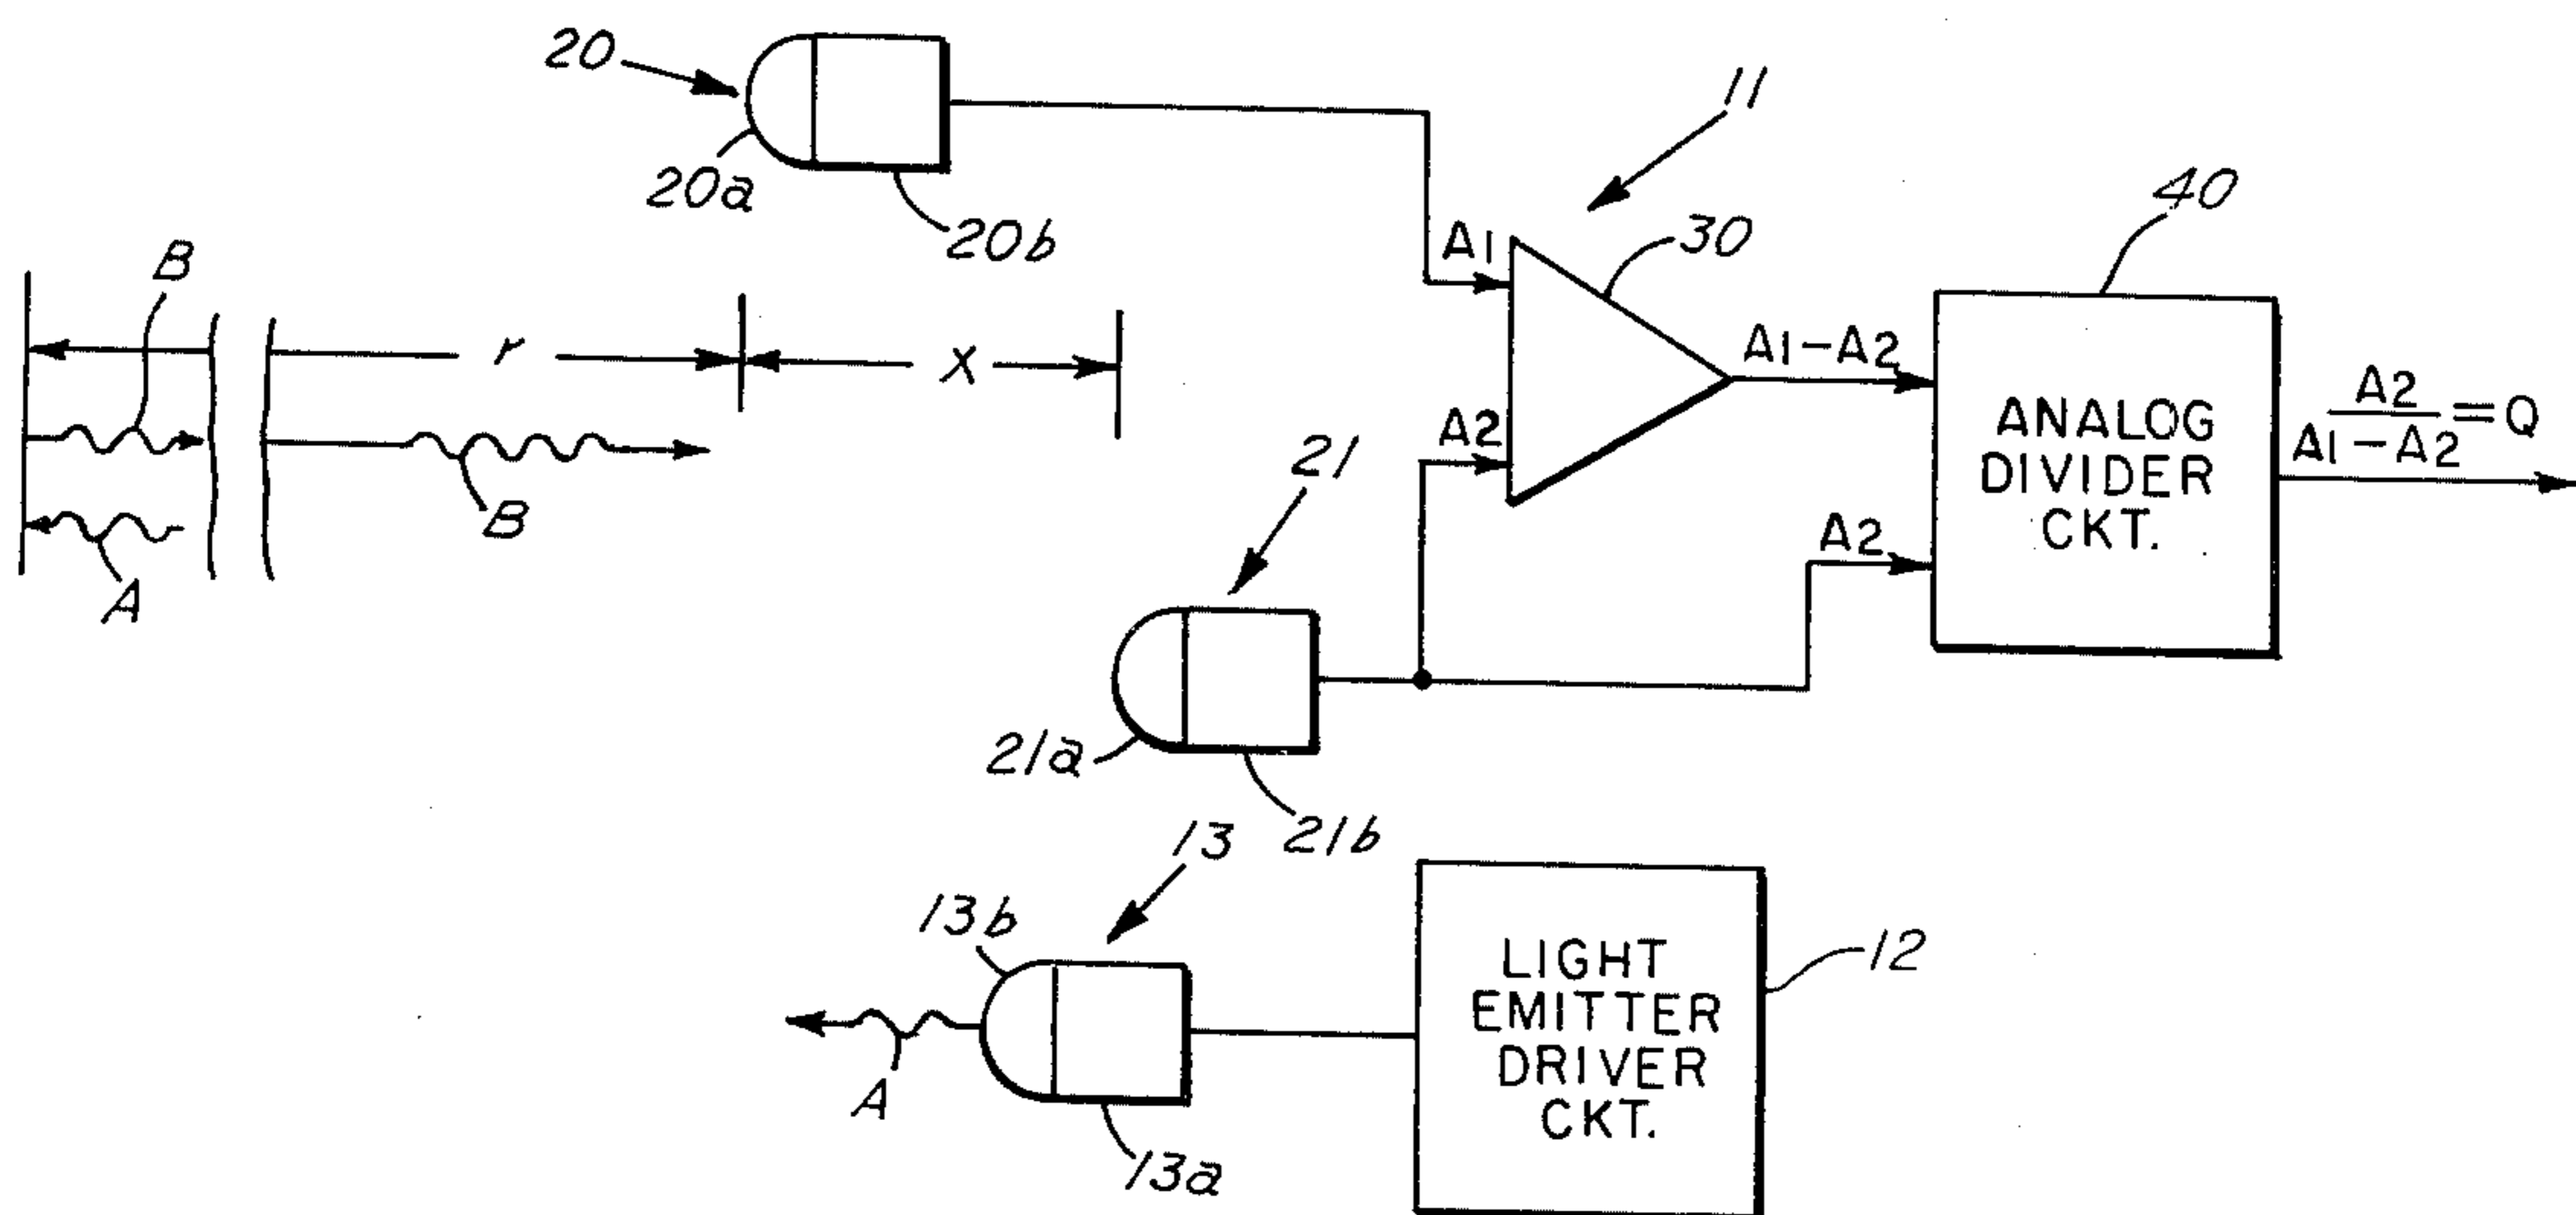 20
20a
20b
11
30
40
A1
A2
A1-A2
A2
ANALOG
DIVIDER
CKT.
A2
A1-A2
=Q
B
r
X
B
A
21
21a
21b
13
13b
13a
A
LIGHT
EMITTER
DRIVER
CKT.
12